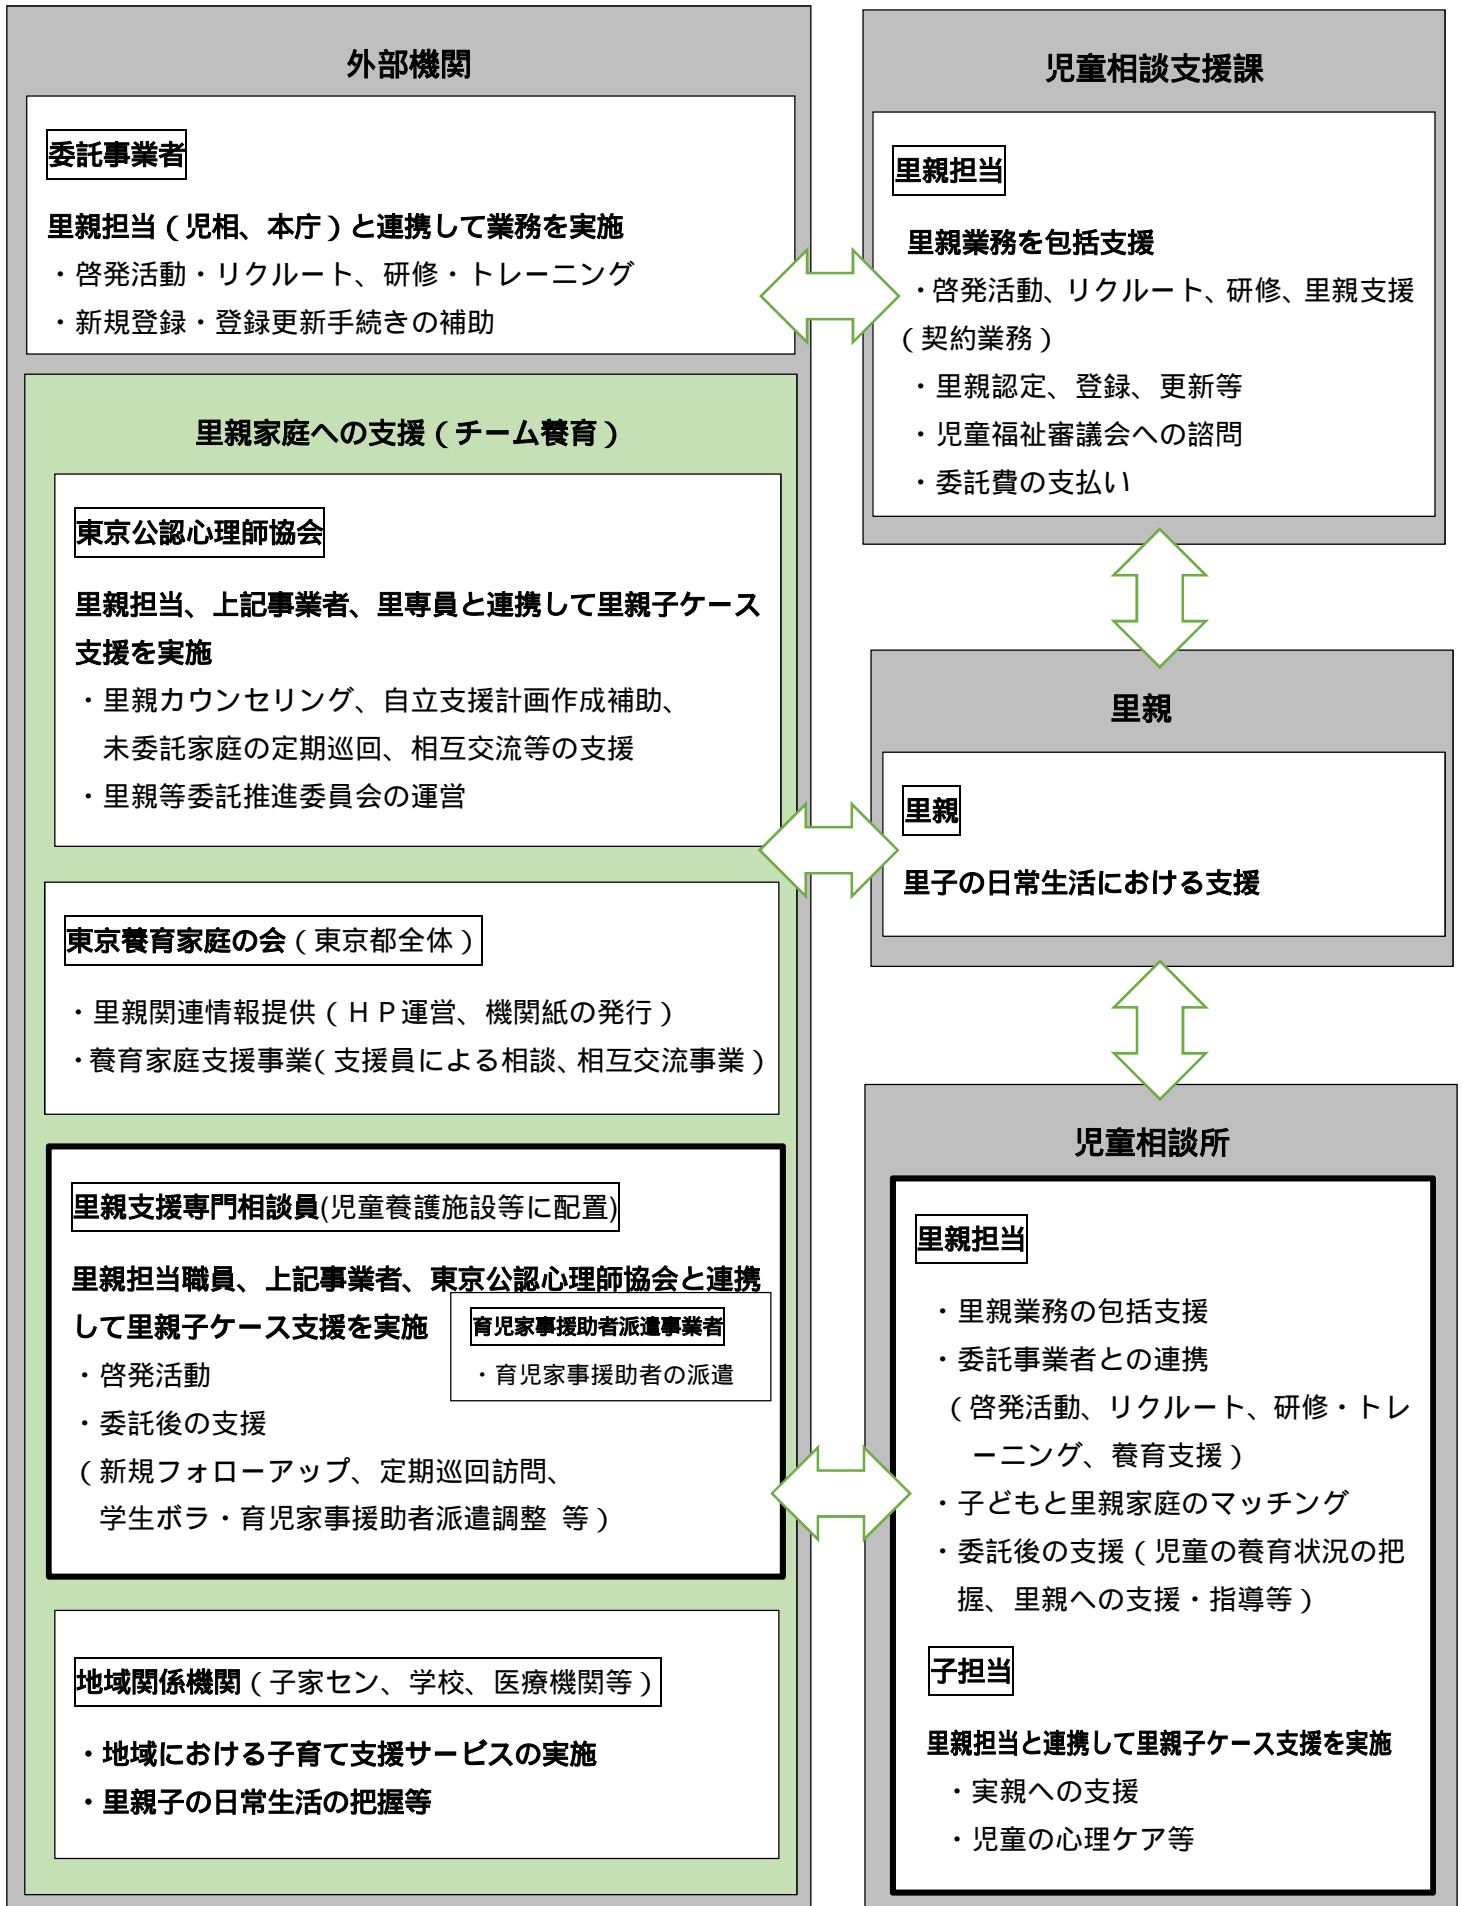 外部機関
委託事業者
里親担当（児相、本庁）と連携して業務を実施
・啓発活動・リクルート、研修・トレーニング
・新規登録・登録更新手続きの補助
里親家庭への支援（チーム養育）
東京公認心理師協会
里親担当、上記事業者、里専員と連携して里親子ケース
支援を実施
・里親カウンセリング、自立支援計画作成補助、
未委託家庭の定期巡回、相互交流等の支援
・里親等委託推進委員会の運営
東京養育家庭の会（東京都全体）
・里親関連情報提供（ＨＰ運営、機関紙の発行）
・養育家庭支援事業（支援員による相談、相互交流事業）
里親支援専門相談員(児童養護施設等に配置)
里親担当職員、上記事業者、東京公認心理師協会と連携
して里親子ケース支援を実施
・啓発活動
・委託後の支援
（新規フォローアップ、定期巡回訪問、
学生ボラ・育児家事援助者派遣調整 等）
育児家事援助者派遣事業者
・育児家事援助者の派遣
地域関係機関（子家セン、学校、医療機関等）
・地域における子育て支援サービスの実施
・里親子の日常生活の把握等
児童相談支援課
里親担当
里親業務を包括支援
・啓発活動、リクルート、研修、里親支援
（契約業務）
・里親認定、登録、更新等
・児童福祉審議会への諮問
・委託費の支払い
里親
里親
里子の日常生活における支援
児童相談所
里親担当
・里親業務の包括支援
・委託事業者との連携
（啓発活動、リクルート、研修・トレ
ーニング、養育支援）
・子どもと里親家庭のマッチング
・委託後の支援（児童の養育状況の把
握、里親への支援・指導等）
子担当
里親担当と連携して里親子ケース支援を実施
・実親への支援
・児童の心理ケア等